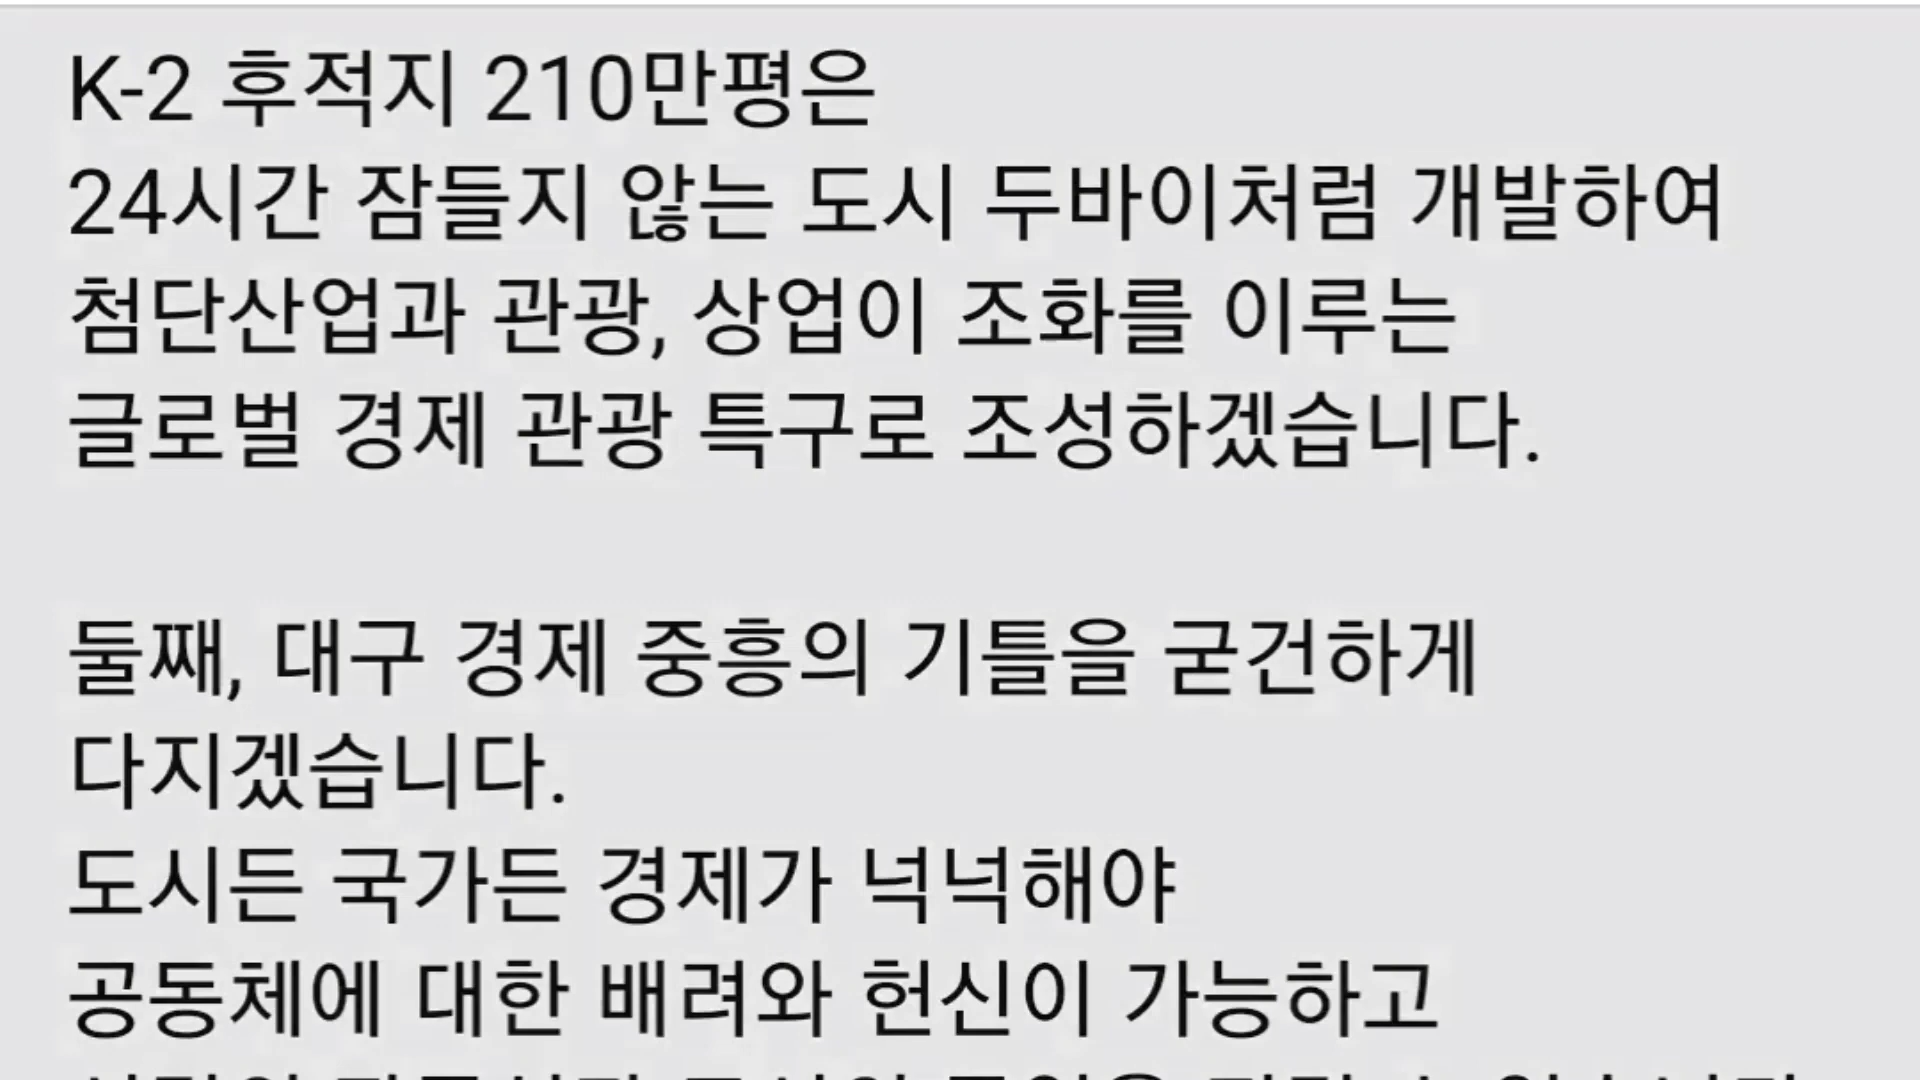 K-2 후적지 210만평은
24시간 잠들지 않는 도시 두바이처럼 개발하여
첨단산업과 관광, 상업이 조화를 이루는
글로벌 경제 관광 특구로 조성하겠습니다.
둘째, 대구 경제 중흥의 기틀을 굳건하게
다지겠습니다.
도시든 국가든 경제가 넉넉해야
공동체에 대한 배려와 헌신이 가능하고